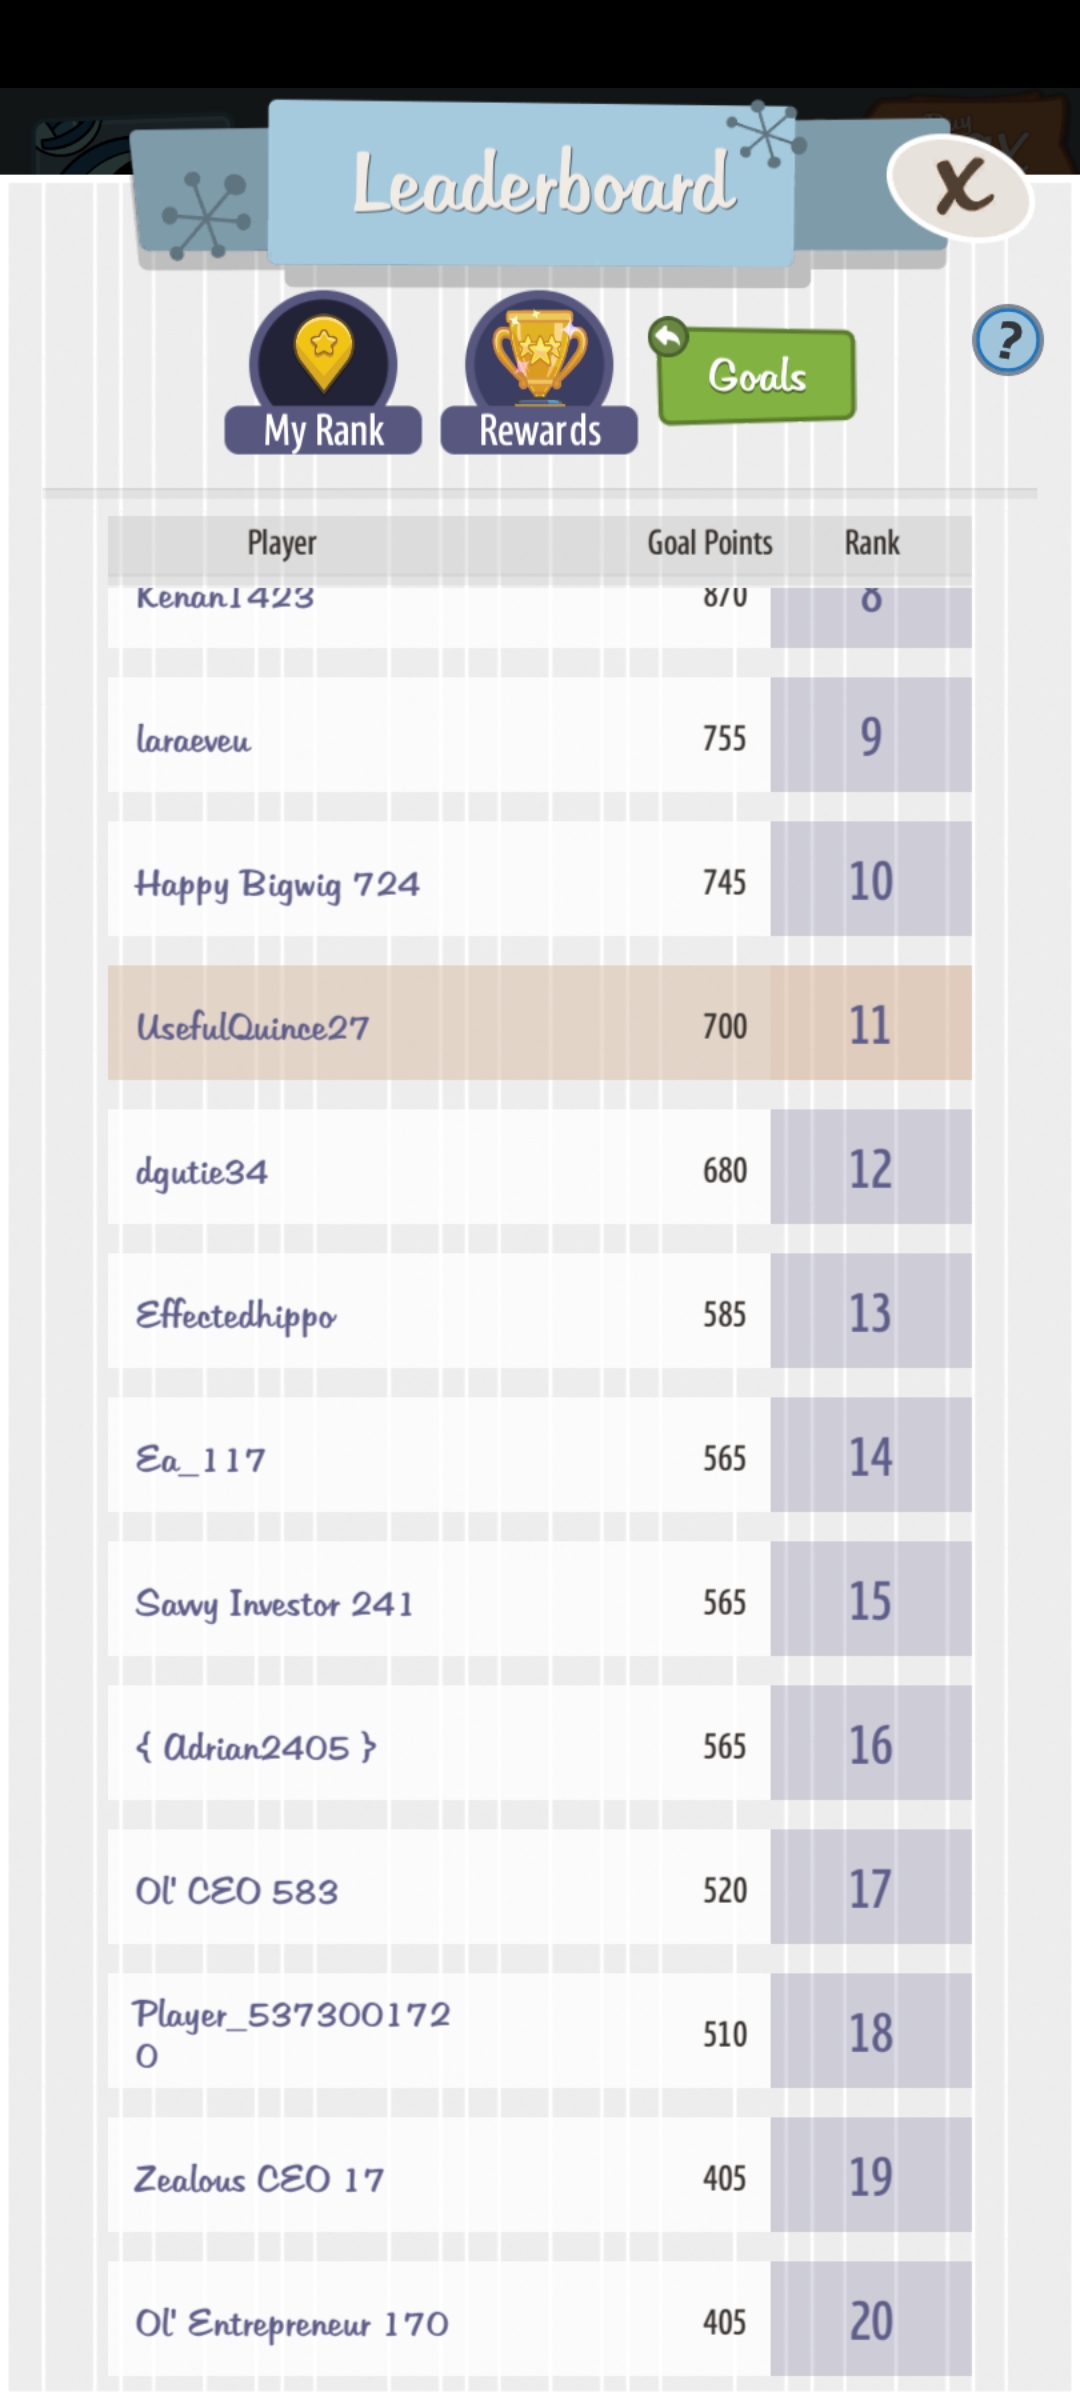 Leaderboard
X
My Rank
Rewards
Goals
?
Player Goal Points Rank
Kenan1423 870 8
laraeveu 755 9
Happy Bigwig 724 745 10
UsefulQuince27 700 11
dgutie34 680 12
Effectedhippo 585 13
Ea_117 565 14
Savvy Investor 241 565 15
{ Adrian2405 } 565 16
Ol' CEO 583 520 17
Player_537300172
0
510 18
Zealous CEO 17 405 19
Ol' Entrepreneur 170 405 20